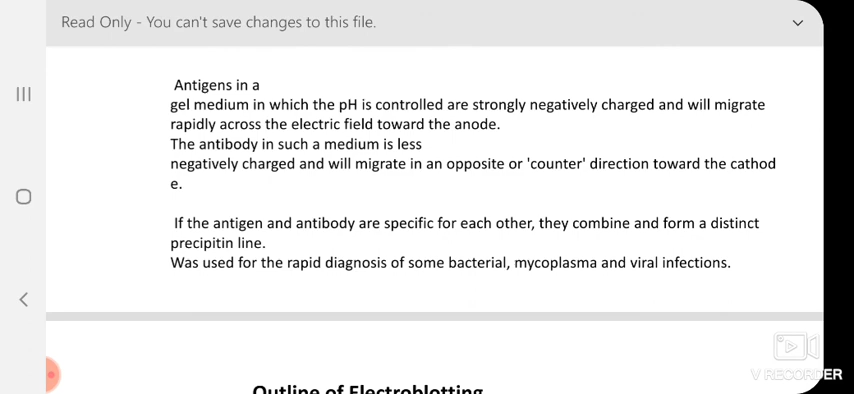 Read Only - You can't save changes to this file.
Antigens in a
gel medium in which the pH is controlled are strongly negatively charged and will migrate
rapidly across the electric field toward the anode.
The antibody in such a medium is less
negatively charged and will migrate in an opposite or 'counter' direction toward the cathod
e.
If the antigen and antibody are specific for each other, they combine and form a distinct
precipitin line.
Was used for the rapid diagnosis of some bacterial, mycoplasma and viral infections.
V RECORDER
Outline of Electroblotting